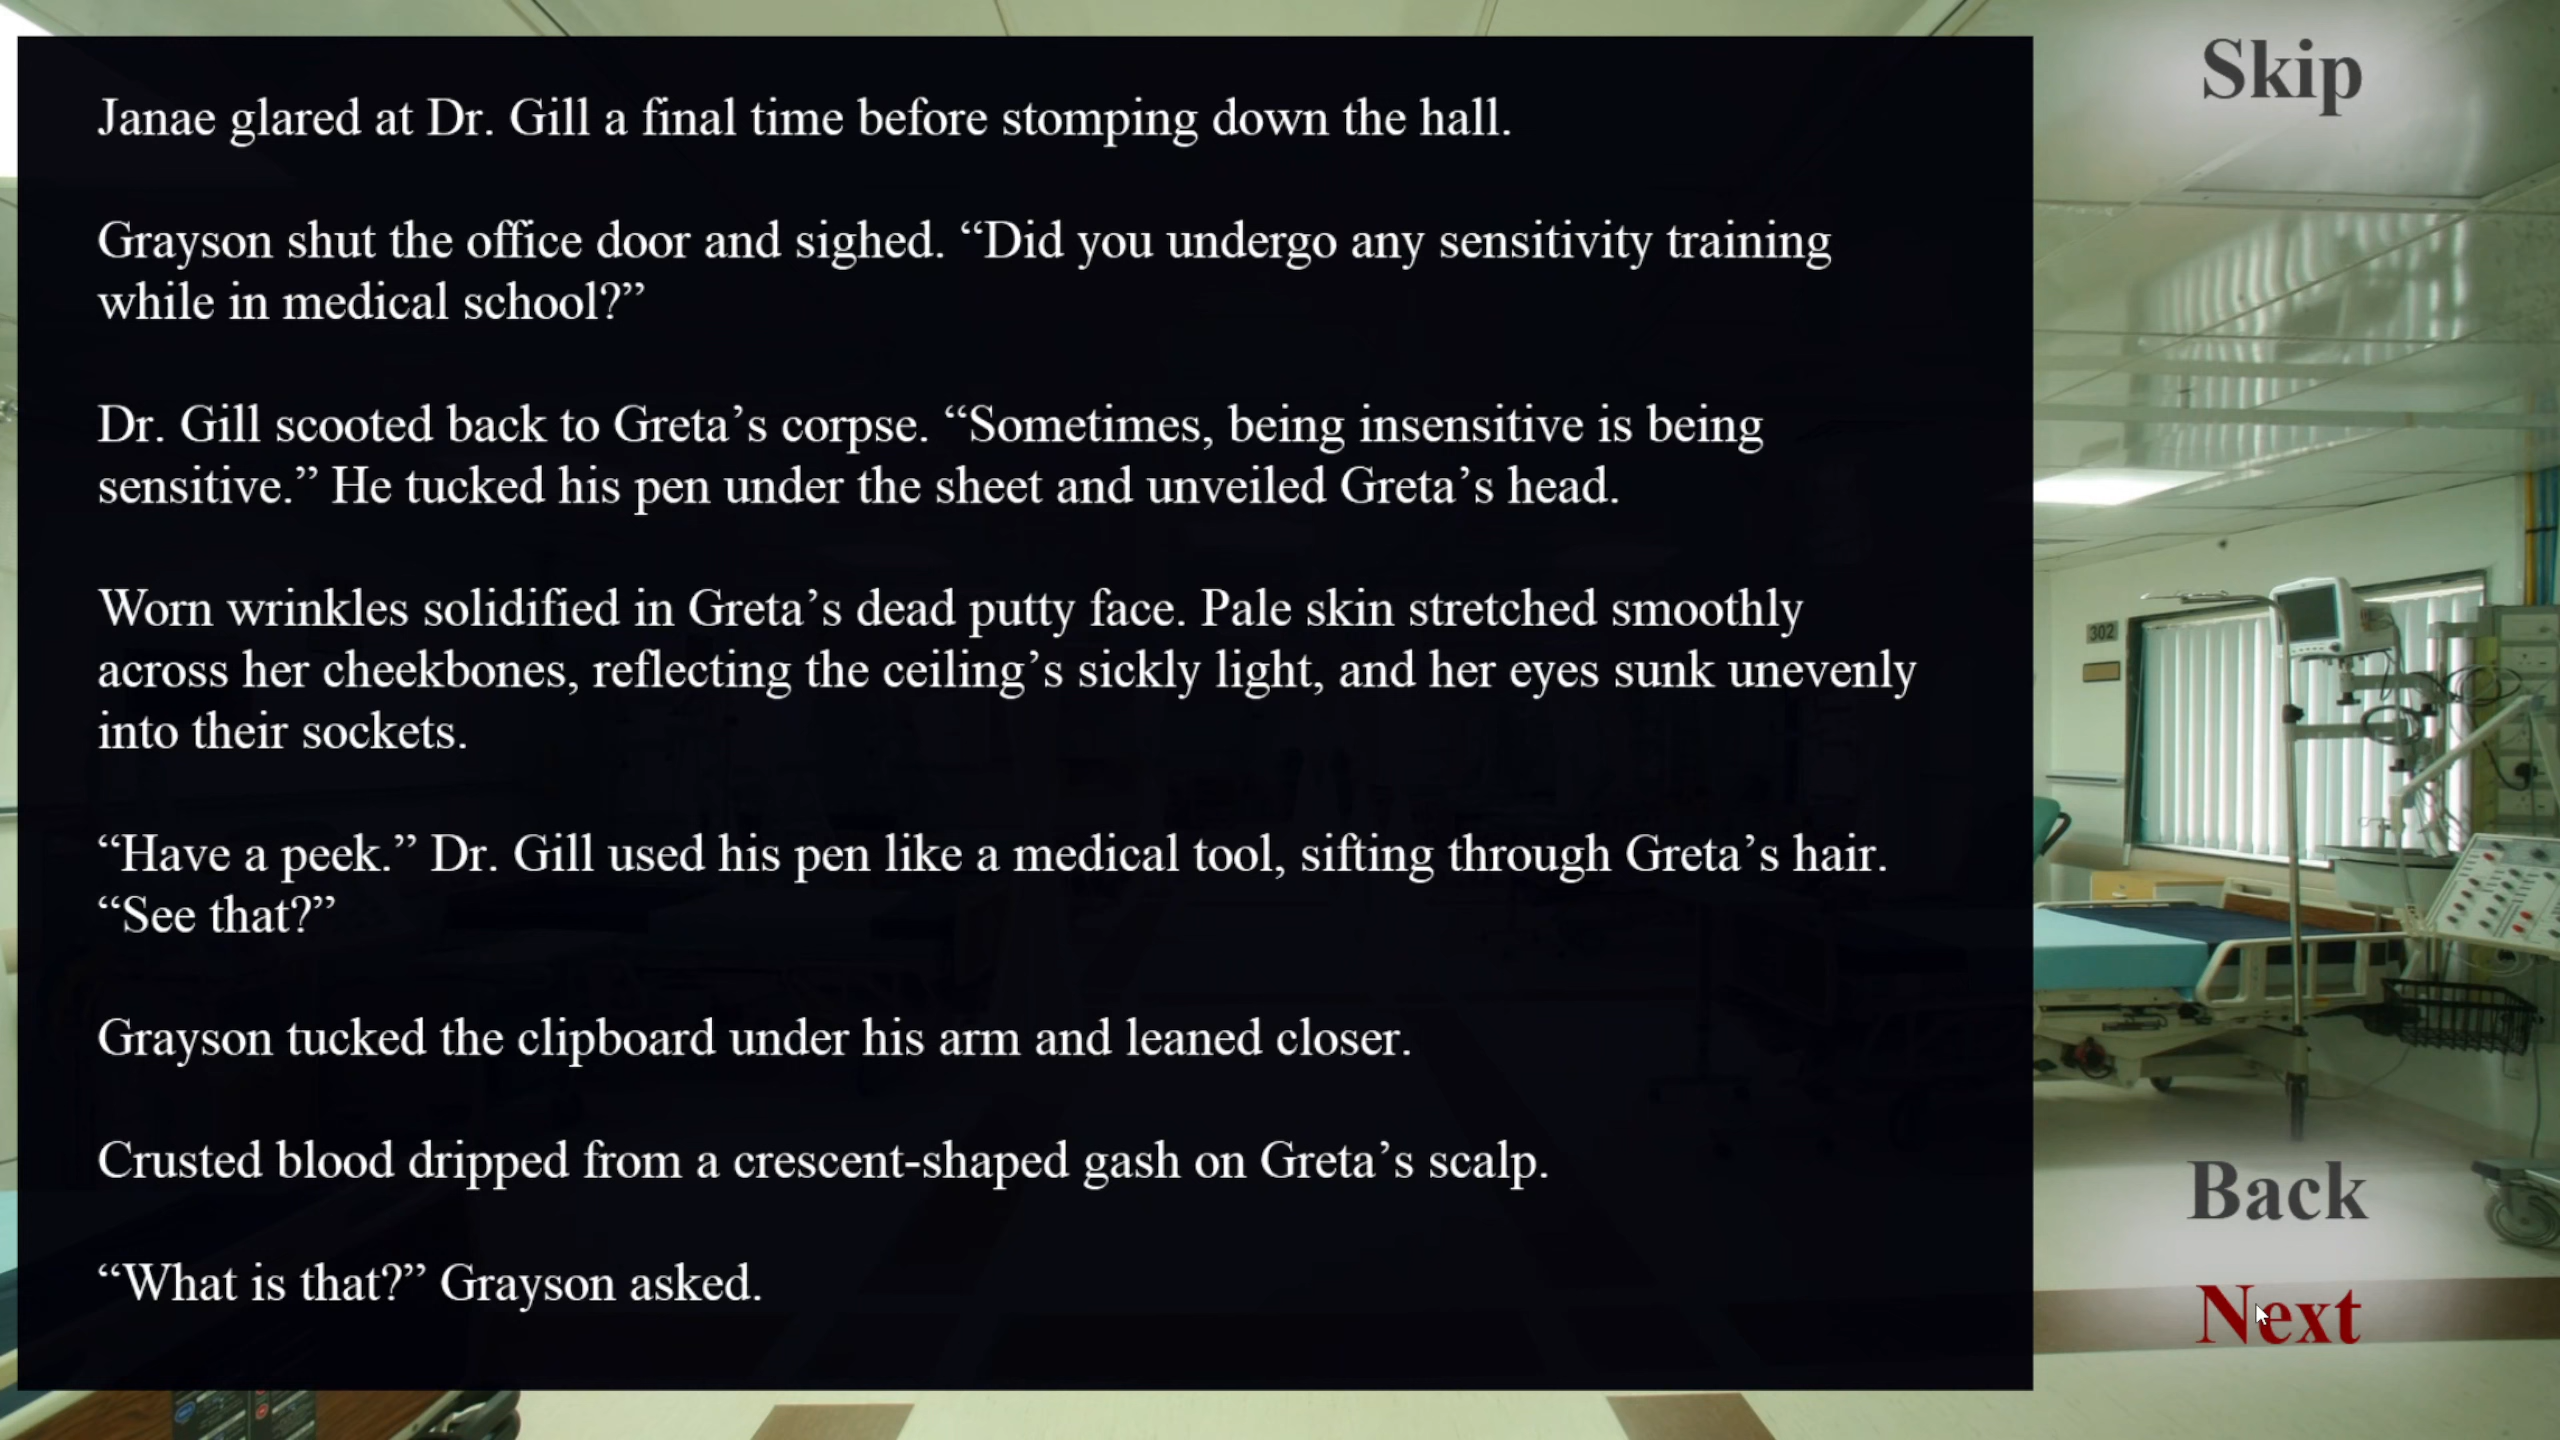 Skip
Janae glared at Dr. Gill a final time before stomping down the hall.
Grayson shut the office door and sighed. “Did you undergo any sensitivity training
while in medical school?”
Dr. Gill scooted back to Greta’s corpse. “Sometimes, being insensitive is being
sensitive.” He tucked his pen under the sheet and unveiled Greta’s head.
Worn wrinkles solidified in Greta’s dead putty face. Pale skin stretched smoothly
across her cheekbones, reflecting the ceiling’s sickly light, and her eyes sunk unevenly
into their sockets.
“Have a peek.” Dr. Gill used his pen like a medical tool, sifting through Greta’s hair.
“See that?”
Grayson tucked the clipboard under his arm and leaned closer.
Crusted blood dripped from a crescent-shaped gash on Greta’s scalp.
“What is that?” Grayson asked.
302
Back
Next